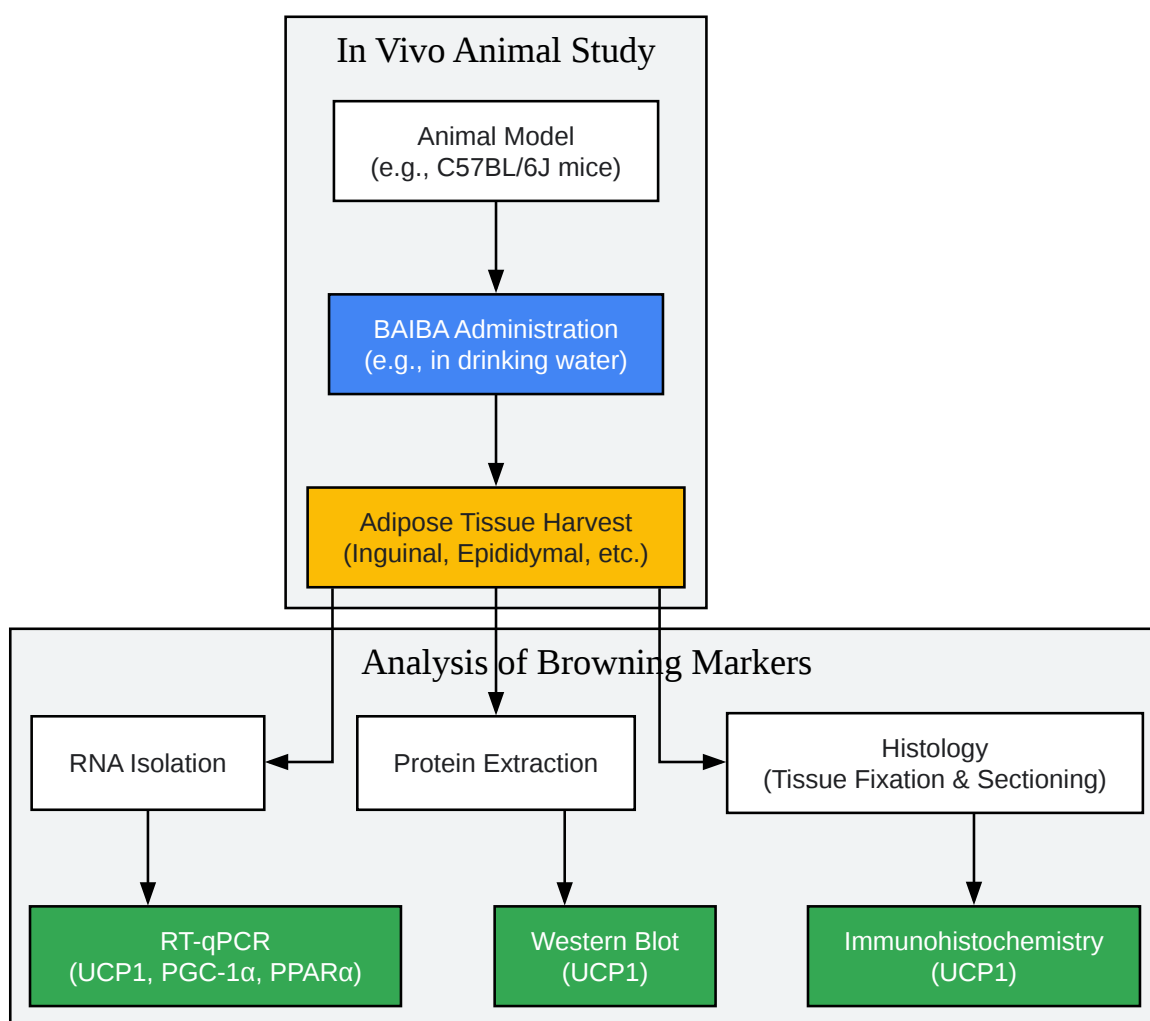 In Vivo Animal Study
Animal Model
(e.g., C57BL/6J mice)
BAIBA Administration
(e.g., in drinking water)
Adipose Tissue Harvest
(Inguinal, Epididymal, etc.)
Analysis of Browning Markers
RNA Isolation
Protein Extraction
Histology
(Tissue Fixation & Sectioning)
RT-qPCR
(UCP1, PGC-1α, PPARα)
Western Blot
(UCP1)
Immunohistochemistry
(UCP1)